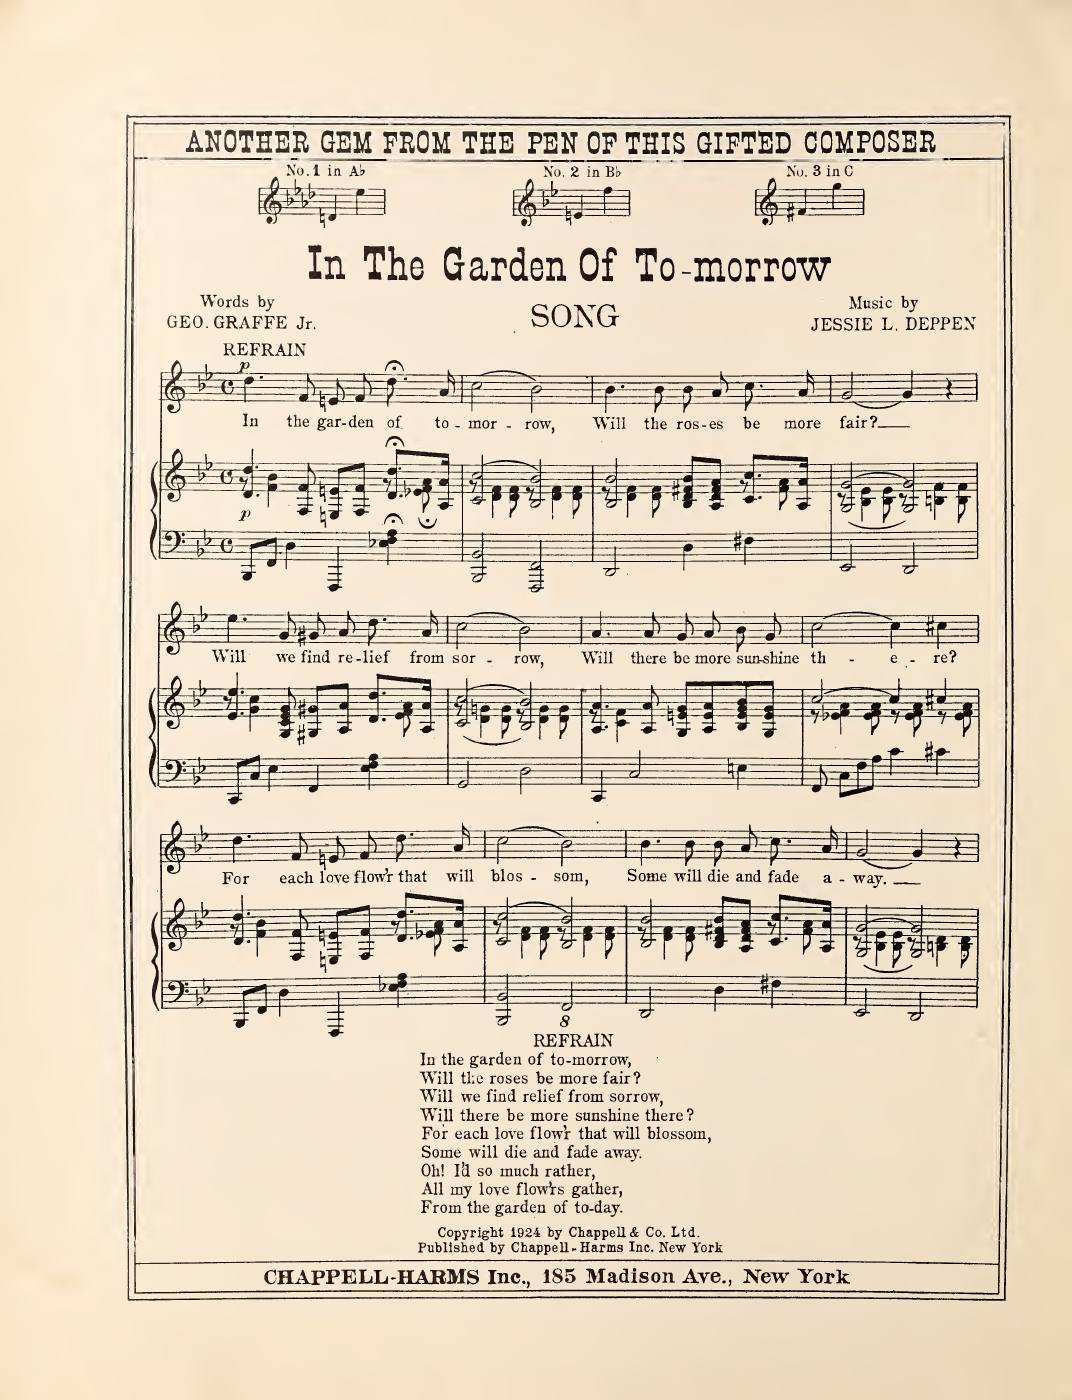 ANOTHER GEM FROM THE PEN OF THIS GIFTED COMPOSER
No. 1 in A♭ No. 2 in B♭ No. 3 in C
In The Garden Of To-morrow
Words by
GEO. GRAFFE Jr.
SONG
Music by
JESSIE L. DEPPEN
REFRAIN
p
In the gar-den of to - mor - row, Will the ros-es be more fair?
p
Will we find re-lief from sor - row, Will there be more sun-shine th - e - re?
For each love flow'r that will blos - som, Some will die and fade a - way.
8
REFRAIN
In the garden of to-morrow,
Will the roses be more fair?
Will we find relief from sorrow,
Will there be more sunshine there?
For each love flow'r that will blossom,
Some will die and fade away.
Oh! I'd so much rather,
All my love flow'rs gather,
From the garden of to-day.
Copyright 1924 by Chappell & Co. Ltd.
Published by Chappell-Harms Inc. New York
CHAPPELL-HARMS Inc., 185 Madison Ave., New York